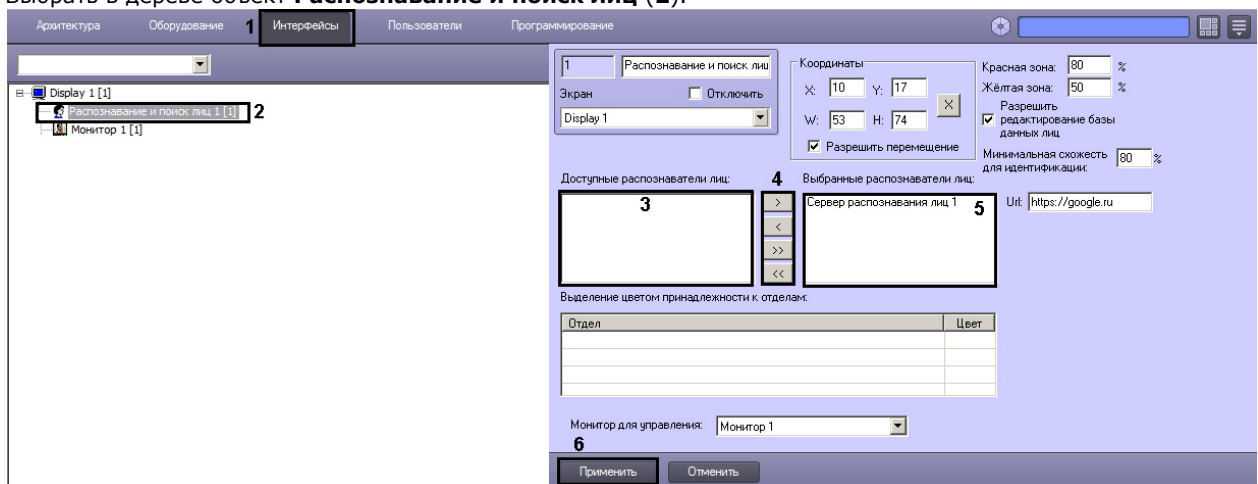 Выбрать в дереве объект Распознавание и поиск лиц (2).
Архитектура Оборудование 1 Интерфейсы Пользователи Программирование
Display 1 [1]
Распознавание и поиск лиц 1 [1] 2
Монитор 1 [1]
1 Распознавание и поиск лиц
Экран Отключить
Display 1
Координаты
X: 10 Y: 17 X
W: 53 H: 74
Разрешить перемещение
Красная зона: 80 %
Жёлтая зона: 50 %
Разрешить
редактирование базы
данных лиц
Минимальная схожесть 80 %
для идентификации:
Доступные распознаватели лиц: 4 Выбранные распознаватели лиц:
3 > Сервер распознавания лиц 1 5 Url: https://google.ru
<
>>
<<
Выделение цветом принадлежности к отделам:
Отдел Цвет
Монитор для управления: Монитор 1
6
Применить Отменить